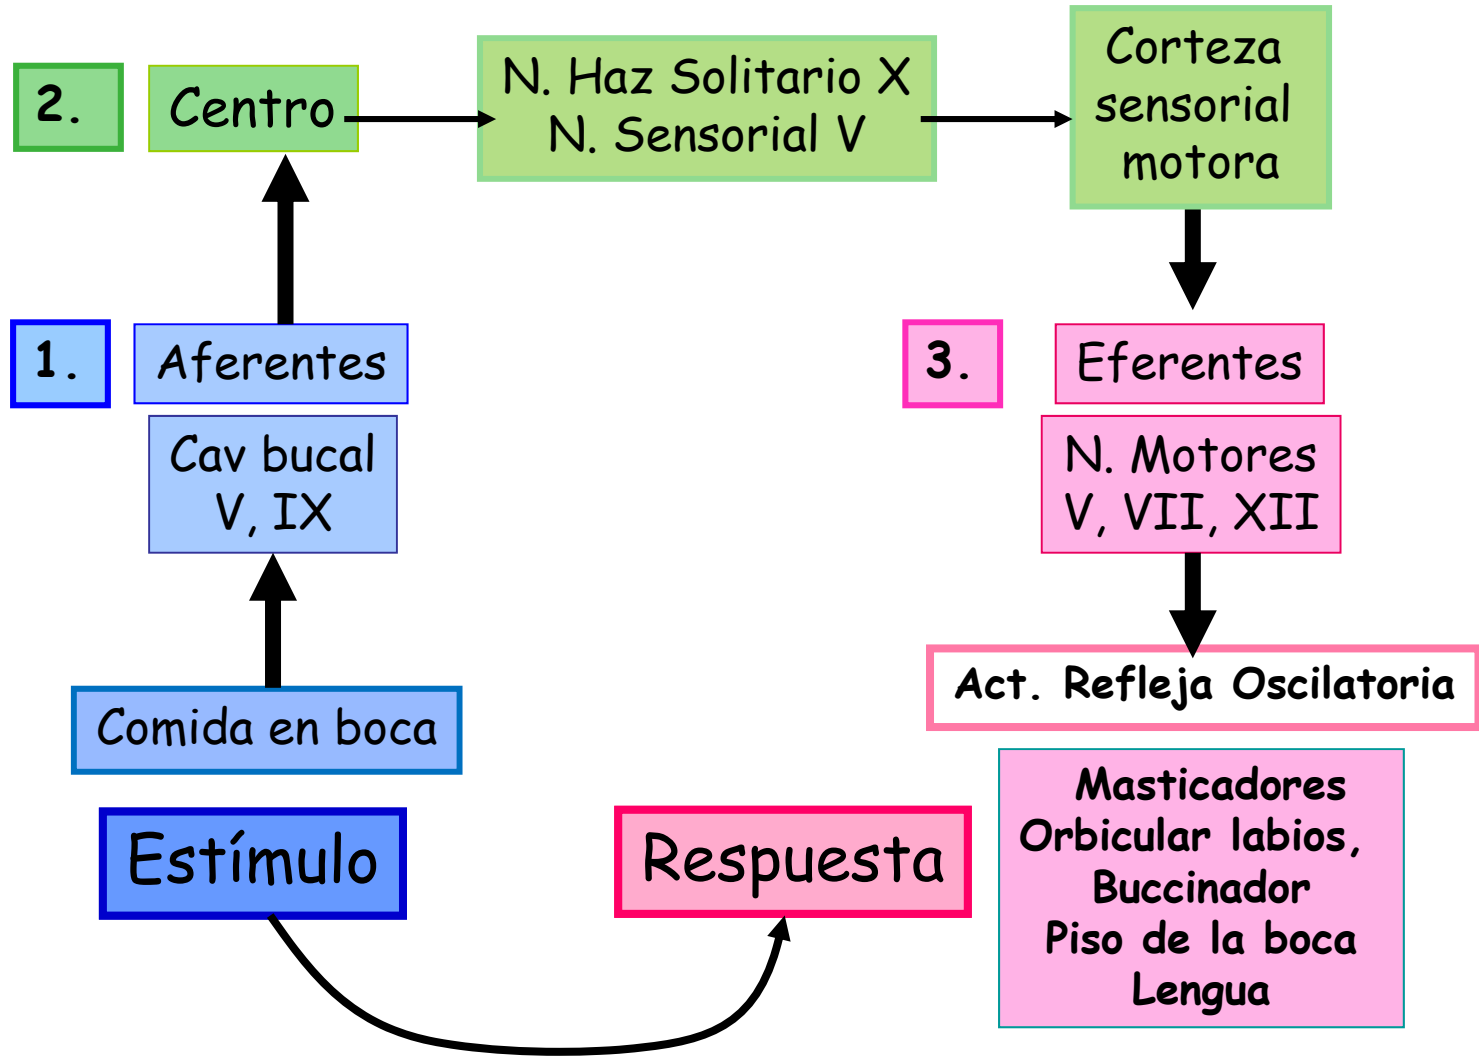 2.
Centro
N. Haz Solitario X
N. Sensorial V
Corteza
sensorial
motora
1.
Aferentes
Cav bucal
V, IX
Comida en boca
Estímulo
Respuesta
3.
Eferentes
N. Motores
V, VII, XII
Act. Refleja Oscilatoria
Masticadores
Orbicular labios,
Buccinador
Piso de la boca
Lengua